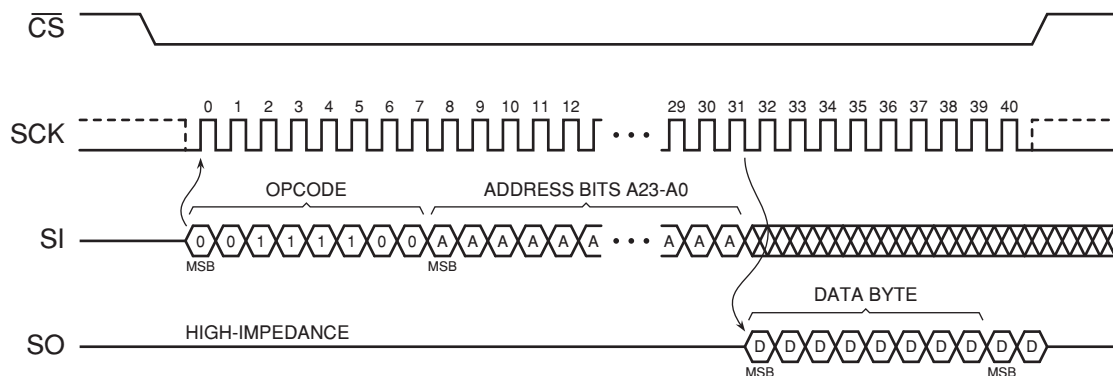 CS
0 1 2 3 4 5 6 7 8 9 10 11 12 29 30 31 32 33 34 35 36 37 38 39 40
SCK
OPCODE ADDRESS BITS A23-A0
SI 0 0 1 1 1 1 0 0 A A A A A A A A A
MSB MSB
DATA BYTE
HIGH-IMPEDANCE
SO D D D D D D D D D D
MSB MSB